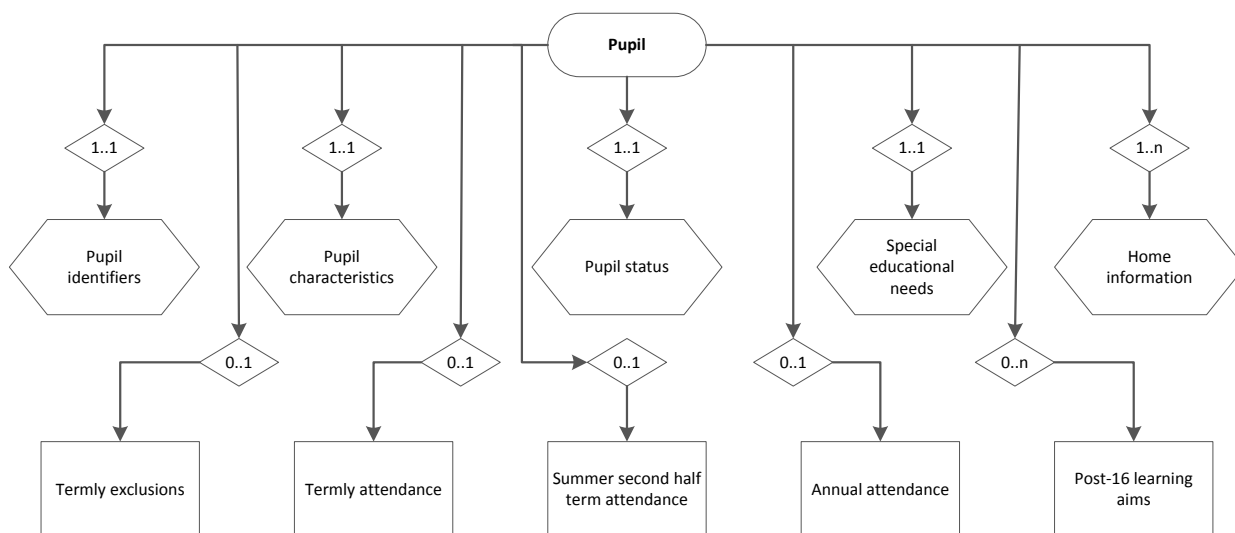 Pupil
1..1
1..1
1..1
1..1
1..n
Pupil
identifiers
Pupil
characteristics
Pupil status
Special
educational
needs
Home
information
0..1
0..1
0..1
0..1
0..n
Termly exclusions
Termly attendance
Summer second half
term attendance
Annual attendance
Post-16 learning
aims